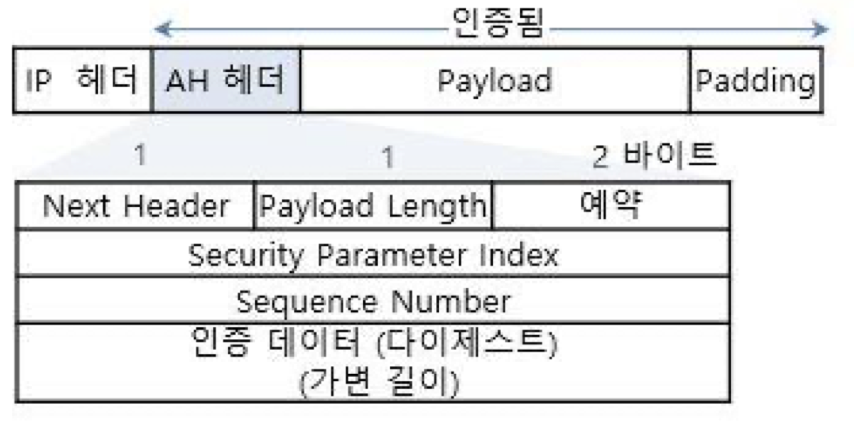 인증됨
IP 헤더 AH 헤더 Payload Padding
1 1 2 바이트
Next Header Payload Length 예약
Security Parameter Index
Sequence Number
인증 데이터 (다이제스트)
(가변 길이)